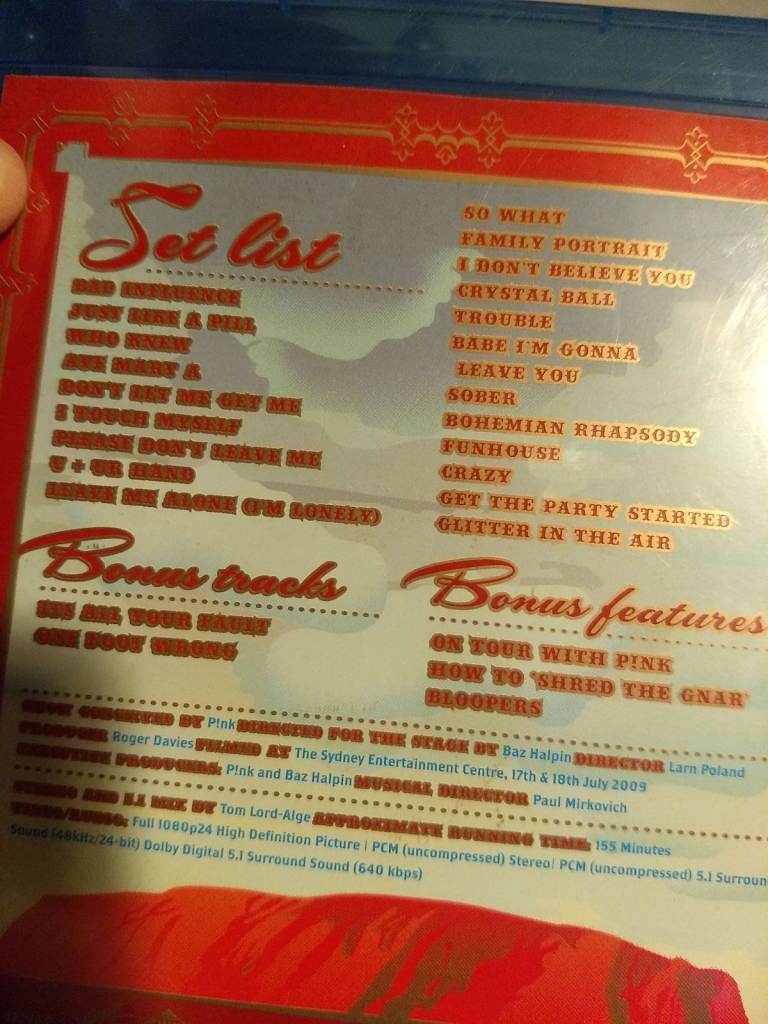 Set list
BAD INFLUENCE
JUST LIKE A PILL
WHO KNEW
AVE MARY A
DON'T LET ME GET ME
I TOUCH MYSELF
PLEASE DON'T LEAVE ME
U + UR HAND
LEAVE ME ALONE (I'M LONELY)
SO WHAT
FAMILY PORTRAIT
I DON'T BELIEVE YOU
CRYSTAL BALL
TROUBLE
BABE I'M GONNA
LEAVE YOU
SOBER
BOHEMIAN RHAPSODY
FUNHOUSE
CRAZY
GET THE PARTY STARTED
GLITTER IN THE AIR
Bonus tracks
ITS ALL YOUR FAULT
ONE FOOT WRONG
Bonus features
ON TOUR WITH P!NK
HOW TO 'SHRED THE GNAR'
BLOOPERS
SHOW CONCEIVED BY P!nk DIRECTED FOR THE STAGE BY Baz Halpin DIRECTOR Larn Poland
PRODUCER Roger Davies FILMED AT The Sydney Entertainment Centre, 17th & 18th July 2009
EXECUTIVE PRODUCERS: P!nk and Baz Halpin MUSICAL DIRECTOR Paul Mirkovich
STEREO AND 5.1 MIX BY Tom Lord-Alge APPROXIMATE RUNNING TIME: 155 Minutes
VIDEO/AUDIO: Full 1080p24 High Definition Picture | PCM (uncompressed) Stereo| PCM (uncompressed) 5.1 Surroun
Sound (48kHz/24-bit) Dolby Digital 5.1 Surround Sound (640 kbps)